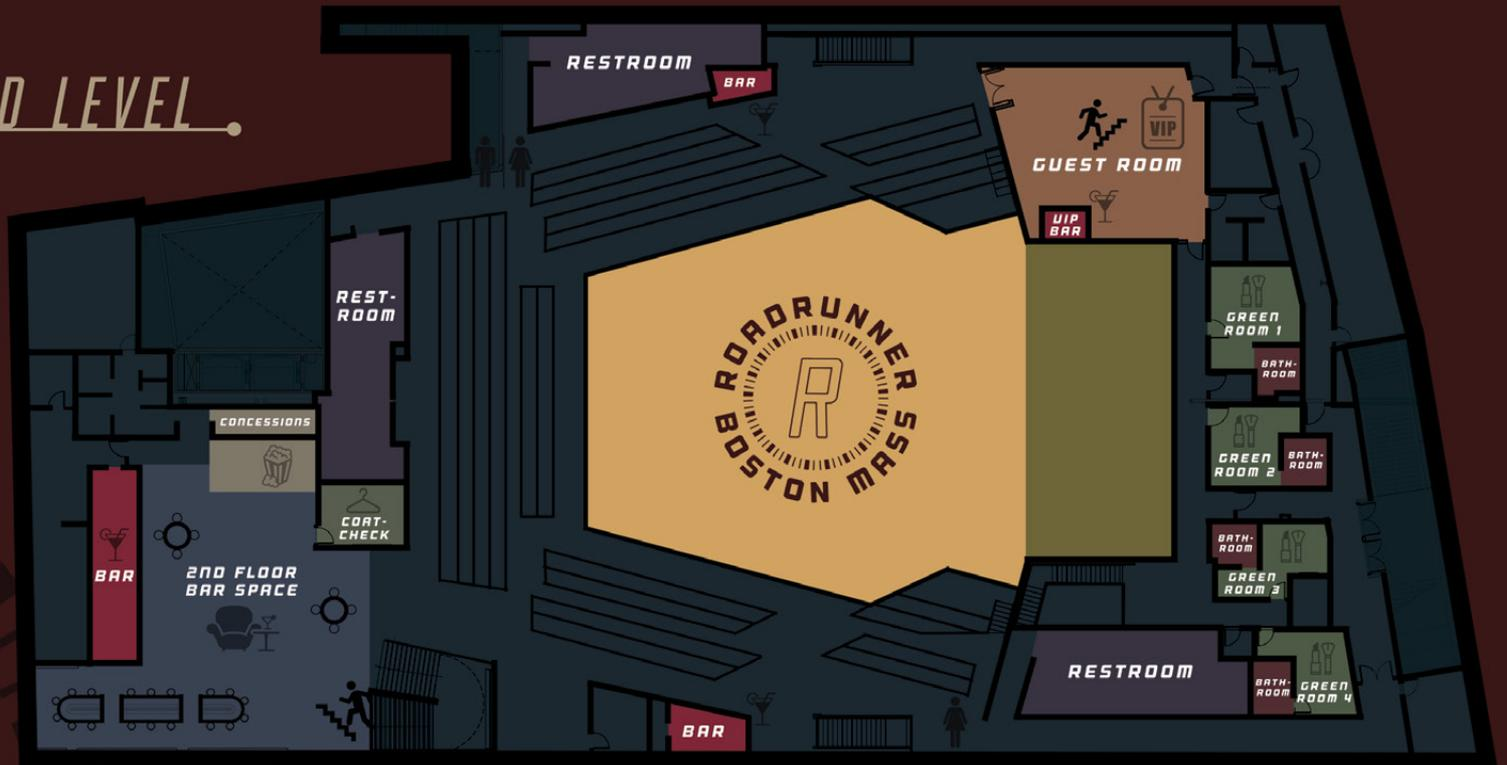 D LEVEL
RESTROOM
BAR
VIP
GUEST ROOM
VIP
BAR
REST-
ROOM
ROADRUNNER
R
BOSTON MASS
GREEN
ROOM 1
BATH-
ROOM
CONCESSIONS
GREEN
ROOM 2
BATH-
ROOM
COAT-
CHECK
BATH-
ROOM
GREEN
ROOM 3
BAR
2ND FLOOR
BAR SPACE
RESTROOM
BATH-
ROOM
GREEN
ROOM 4
BAR